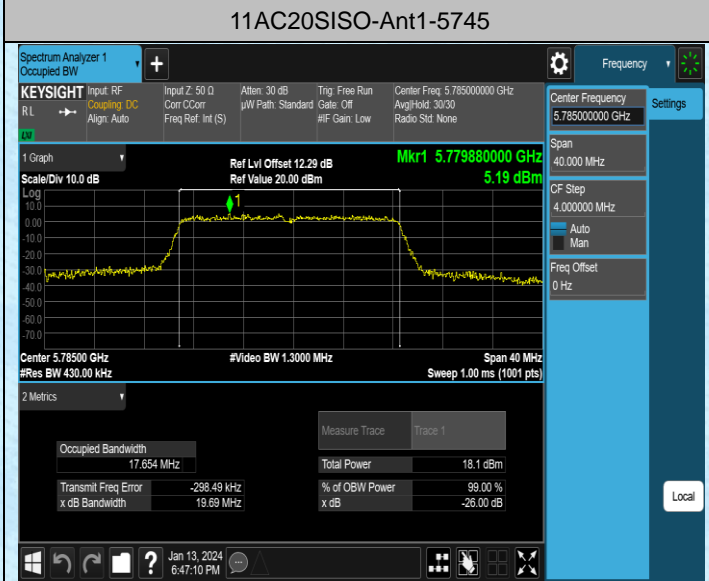 11AC20SISO-Ant1-5745
Spectrum Analyzer 1
Occupied BW
Frequency
KEYSIGHT
RL
LXI
Input: RF
Coupling: DC
Align: Auto
Input Z: 50 Ω
Corr CCorr
Freq Ref: Int (S)
Atten: 30 dB
µW Path: Standard
Trig: Free Run
Gate: Off
#IF Gain: Low
Center Freq: 5.785000000 GHz
Avg|Hold: 30/30
Radio Std: None
Center Frequency
5.785000000 GHz
Settings
Span
40.000 MHz
CF Step
4.000000 MHz
Auto
Man
Freq Offset
0 Hz
1 Graph
Ref Lvl Offset 12.29 dB
Mkr1 5.779880000 GHz
Scale/Div 10.0 dB
Ref Value 20.00 dBm
5.19 dBm
Log
10.0
1
0.00
-10.0
-20.0
-30.0
-40.0
-50.0
-60.0
-70.0
Center 5.78500 GHz
#Video BW 1.3000 MHz
Span 40 MHz
#Res BW 430.00 kHz
Sweep 1.00 ms (1001 pts)
2 Metrics
Measure Trace
Trace 1
Occupied Bandwidth
17.654 MHz
Total Power
18.1 dBm
Transmit Freq Error
-298.49 kHz
% of OBW Power
99.00 %
x dB Bandwidth
19.69 MHz
x dB
-26.00 dB
Local
Jan 13, 2024
6:47:10 PM